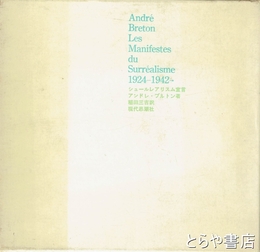 André
Breton
Les
Manifestes
du
Surréalisme
1924–1942~
シュールレアリスム宣言
アンドレ・ブルトン著
稲田三吉訳
現代思潮社
とらや書店